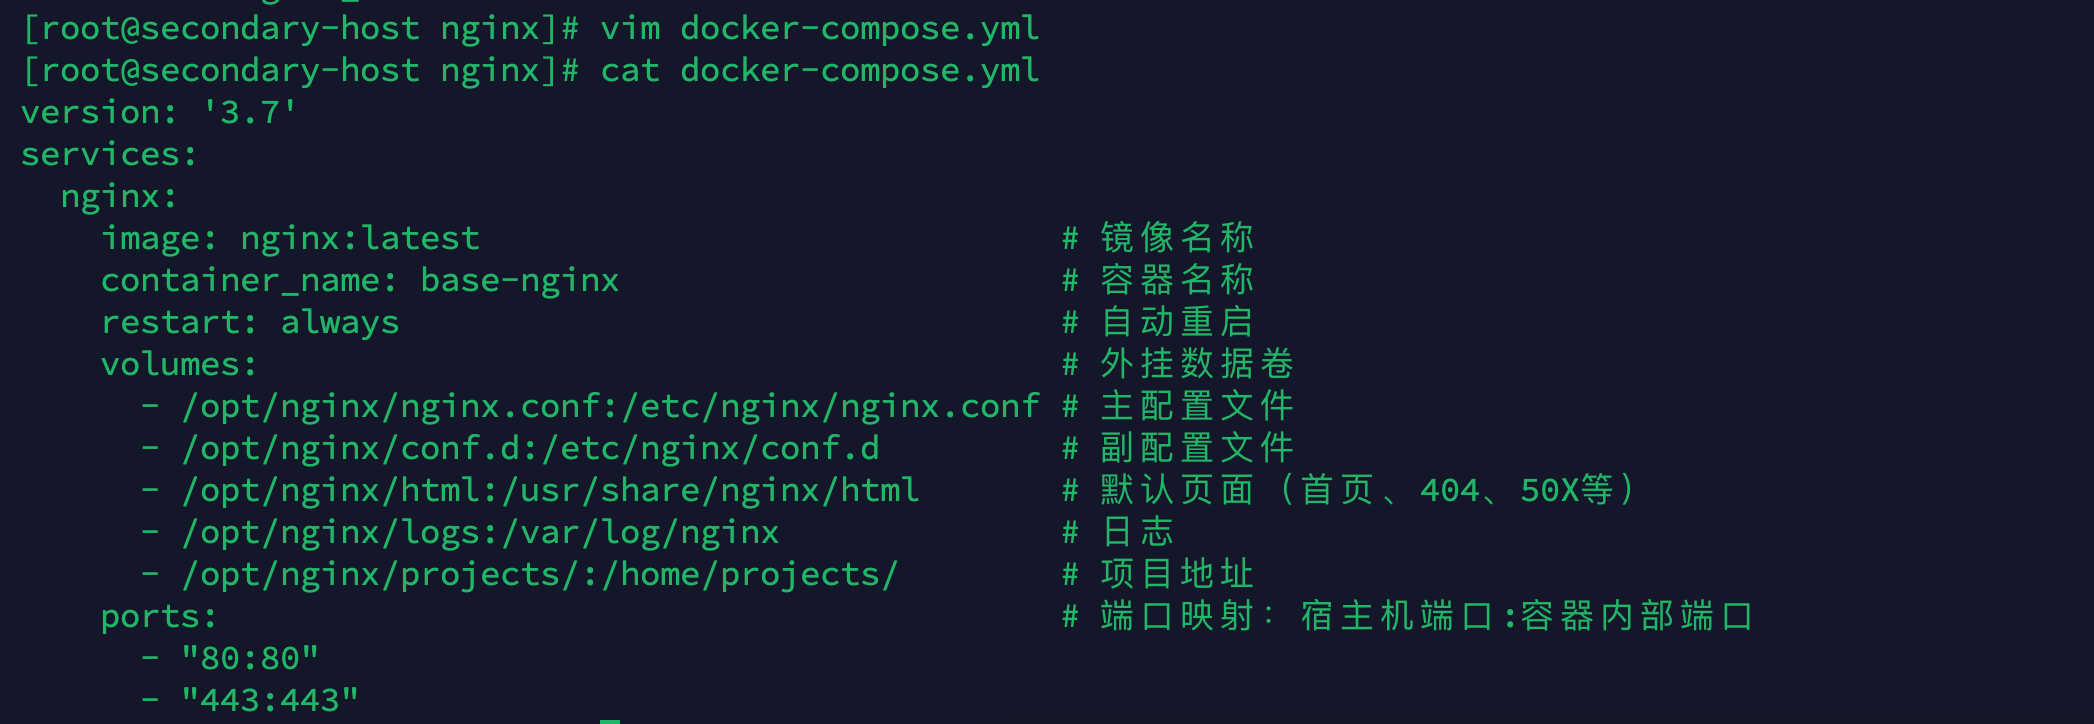 [root@secondary-host nginx]# vim docker-compose.yml
[root@secondary-host nginx]# cat docker-compose.yml
version: '3.7'
services:
  nginx:
    image: nginx:latest                             # 镜像名称
    container_name: base-nginx                      # 容器名称
    restart: always                                 # 自动重启
    volumes:                                        # 外挂数据卷
      - /opt/nginx/nginx.conf:/etc/nginx/nginx.conf # 主配置文件
      - /opt/nginx/conf.d:/etc/nginx/conf.d         # 副配置文件
      - /opt/nginx/html:/usr/share/nginx/html       # 默认页面（首页、404、50X等）
      - /opt/nginx/logs:/var/log/nginx              # 日志
      - /opt/nginx/projects/:/home/projects/        # 项目地址
    ports:                                          # 端口映射：宿主机端口:容器内部端口
      - "80:80"
      - "443:443"